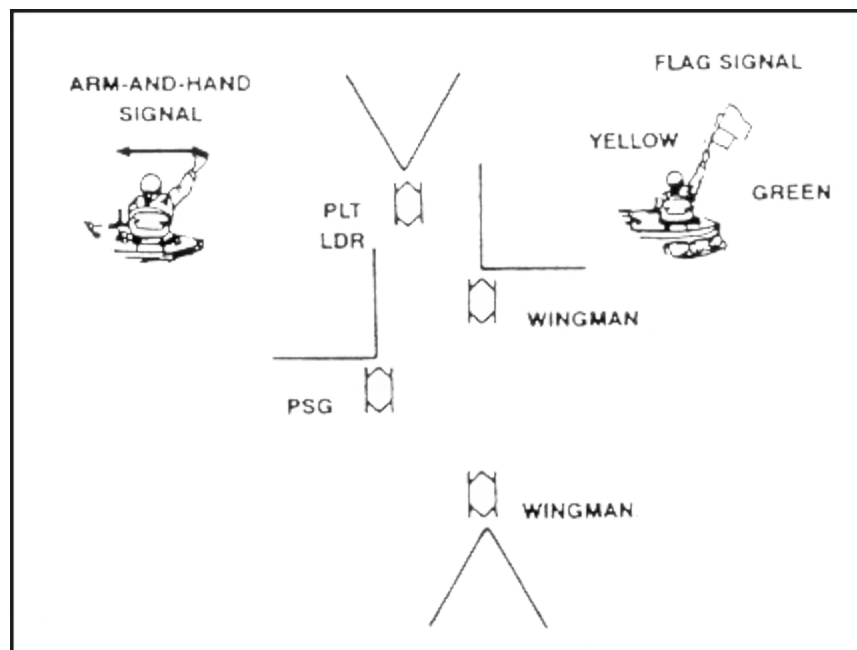 ARM-AND-HAND
SIGNAL
FLAG SIGNAL
YELLOW
GREEN
PLT
LDR
WINGMAN
PSG
WINGMAN